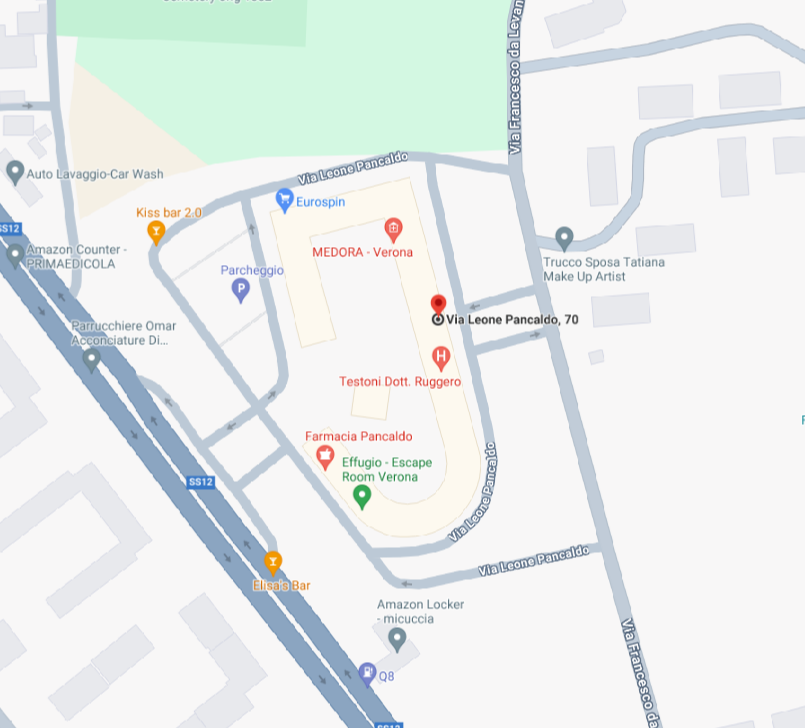 Via Francesco da Levan
Via Leone Pancaldo
Auto Lavaggio-Car Wash
Eurospin
Kiss bar 2.0
SS12
MEDORA - Verona
Amazon Counter -
PRIMAEDICOLA
Trucco Sposa Tatiana
Make Up Artist
Parcheggio
P
Via Leone Pancaldo, 70
Parrucchiere Omar
Acconciature Di...
H
Testoni Dott. Ruggero
Farmacia Pancaldo
Effugio - Escape
Room Verona
SS12
Via Leone Pancaldo
Via Leone Pancaldo
Elisa's Bar
Amazon Locker
- micuccia
Via Francesco da
Q8
SS12